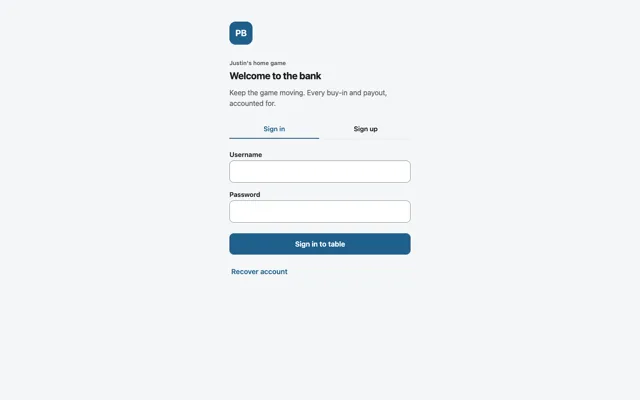 PB
Justin's home game
Welcome to the bank
Keep the game moving. Every buy-in and payout,
accounted for.
Sign in
Sign up
Username
Password
Sign in to table
Recover account